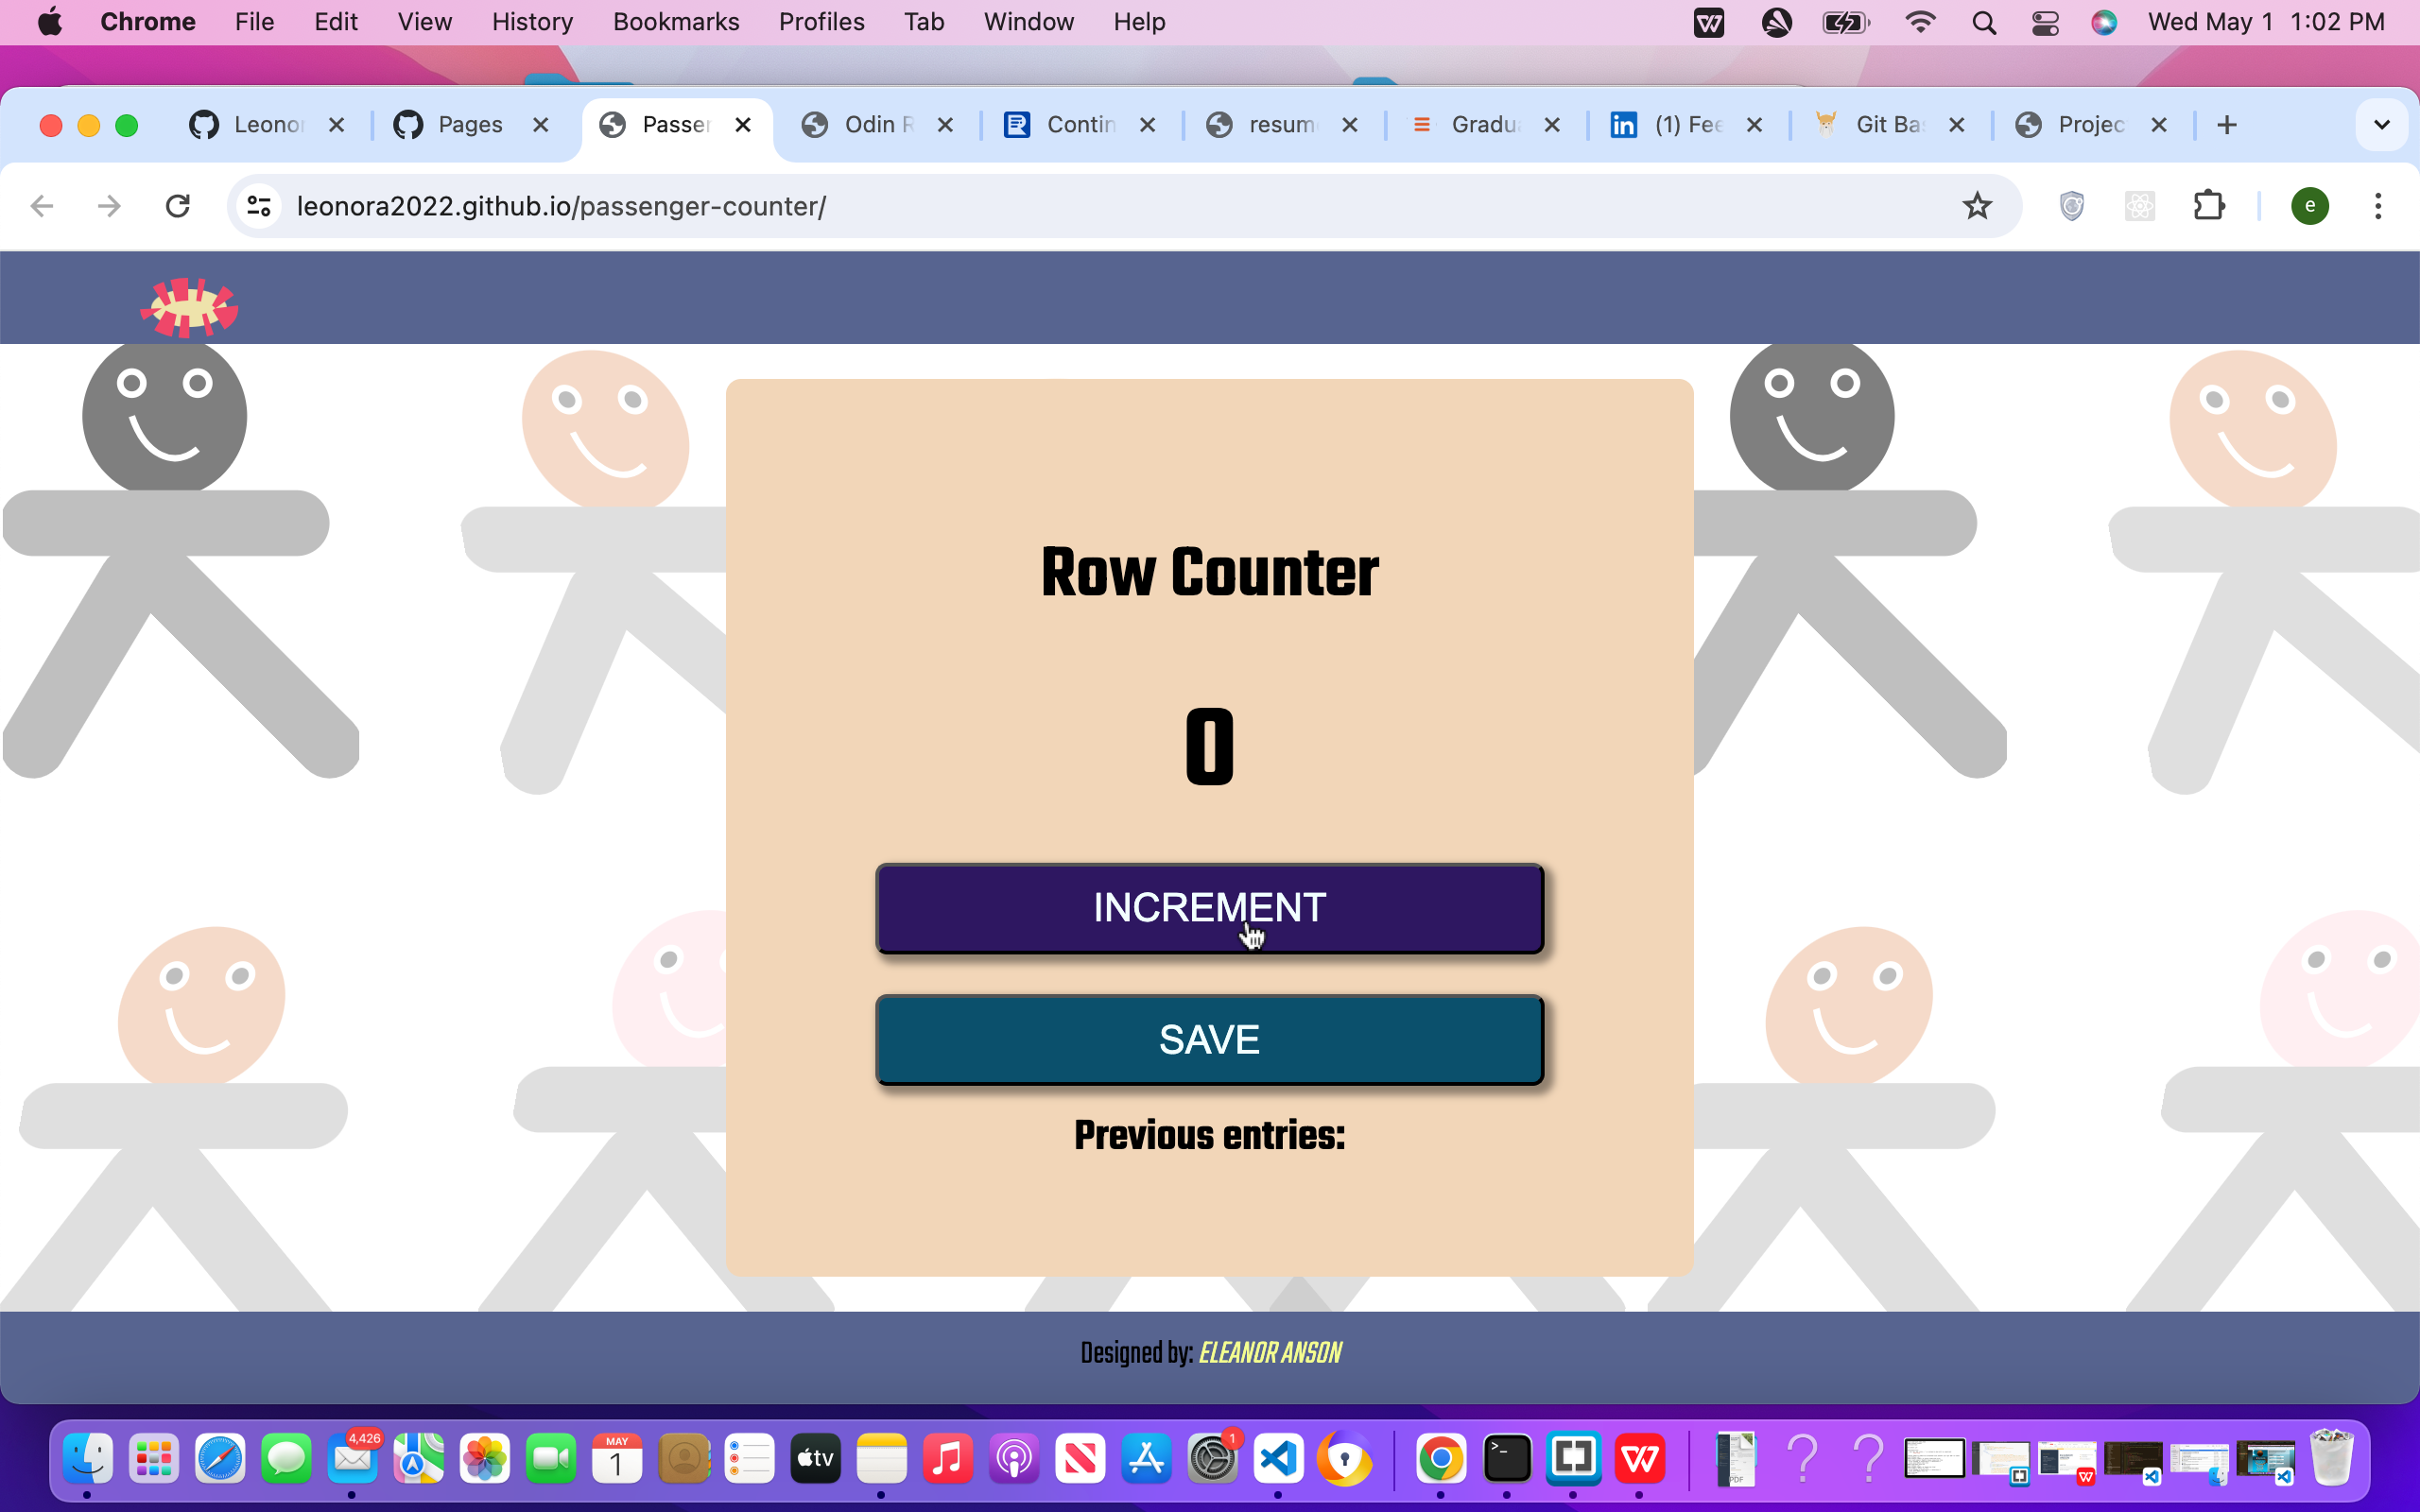 Chrome File Edit View History Bookmarks Profiles Tab Window Help Wed May 1 1:02 PM
Leonor Pages Passer Odin R Contin resum Gradu (1) Fee Git Ba Projec
leonora2022.github.io/passenger-counter/ e
Row Counter
0
INCREMENT
SAVE
Previous entries:
Designed by: ELEANOR ANSON
4,426 MAY 1
1 tv
PDF